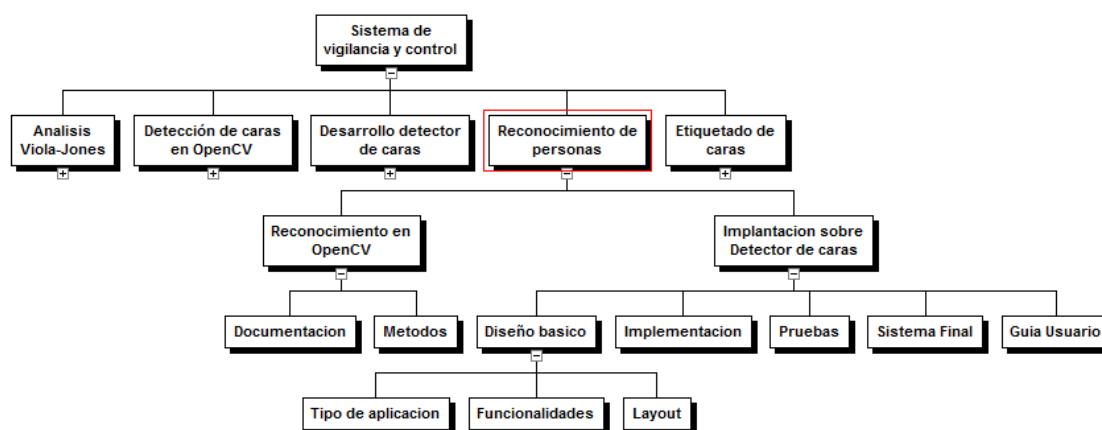 Sistema de
vigilancia y control
Analisis
Viola-Jones
Detección de caras
en OpenCV
Desarrollo detector
de caras
Reconocimiento de
personas
Etiquetado de
caras
Reconocimiento en
OpenCV
Implantacion sobre
Detector de caras
Documentacion
Metodos
Diseño basico
Implementacion
Pruebas
Sistema Final
Guia Usuario
Tipo de aplicacion
Funcionalidades
Layout